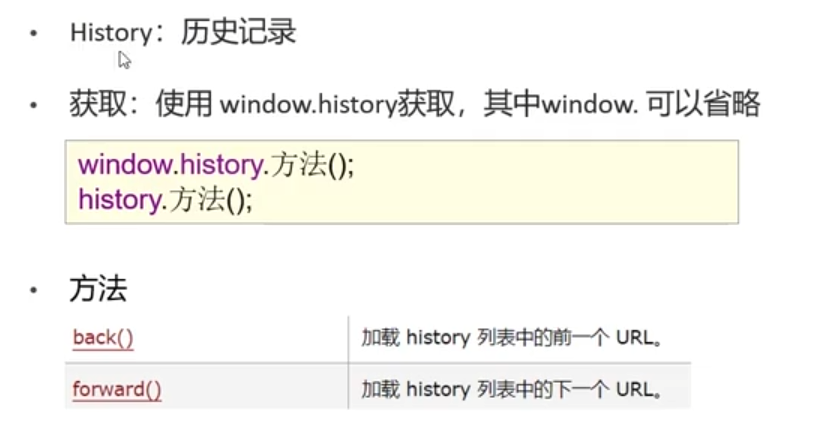 • History：历史记录
• 获取：使用 window.history获取，其中window. 可以省略
window.history.方法();
history.方法();
• 方法
back() 加载 history 列表中的前一个 URL。
forward() 加载 history 列表中的下一个 URL。